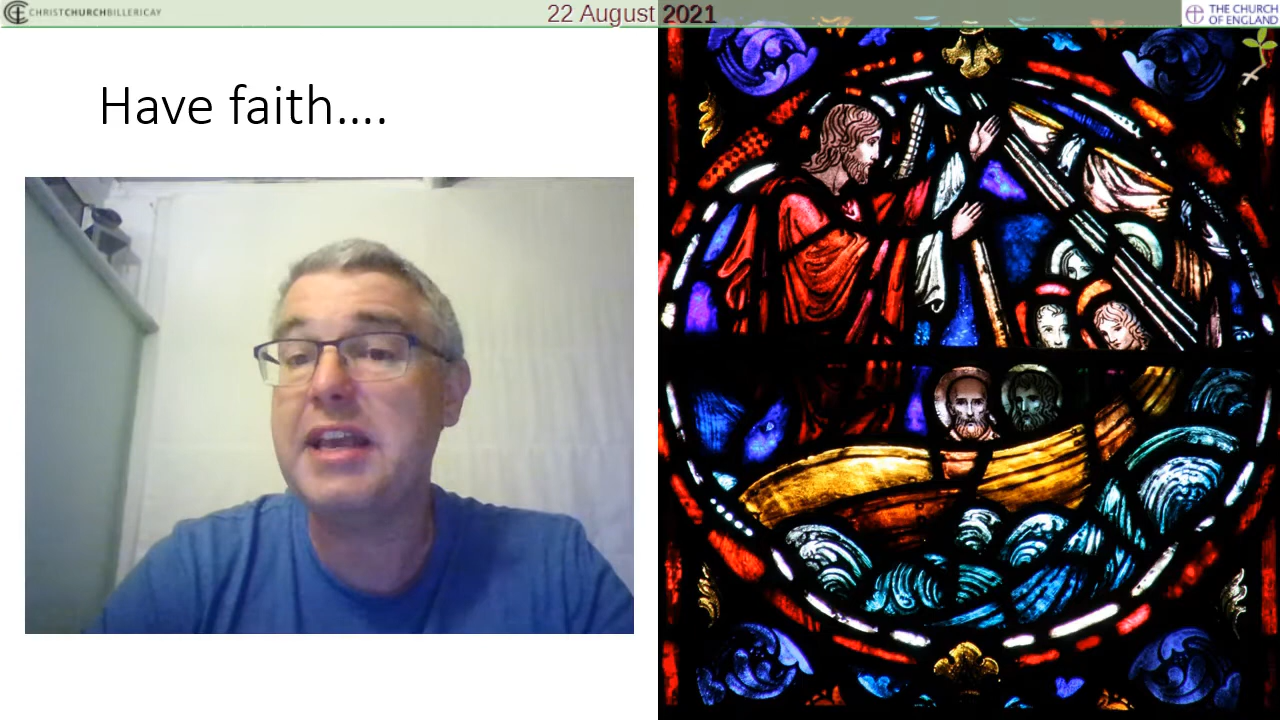 CHRISTCHURCHBILLERICAY
22 August 2021
THE CHURCH
OF ENGLAND
Have faith....